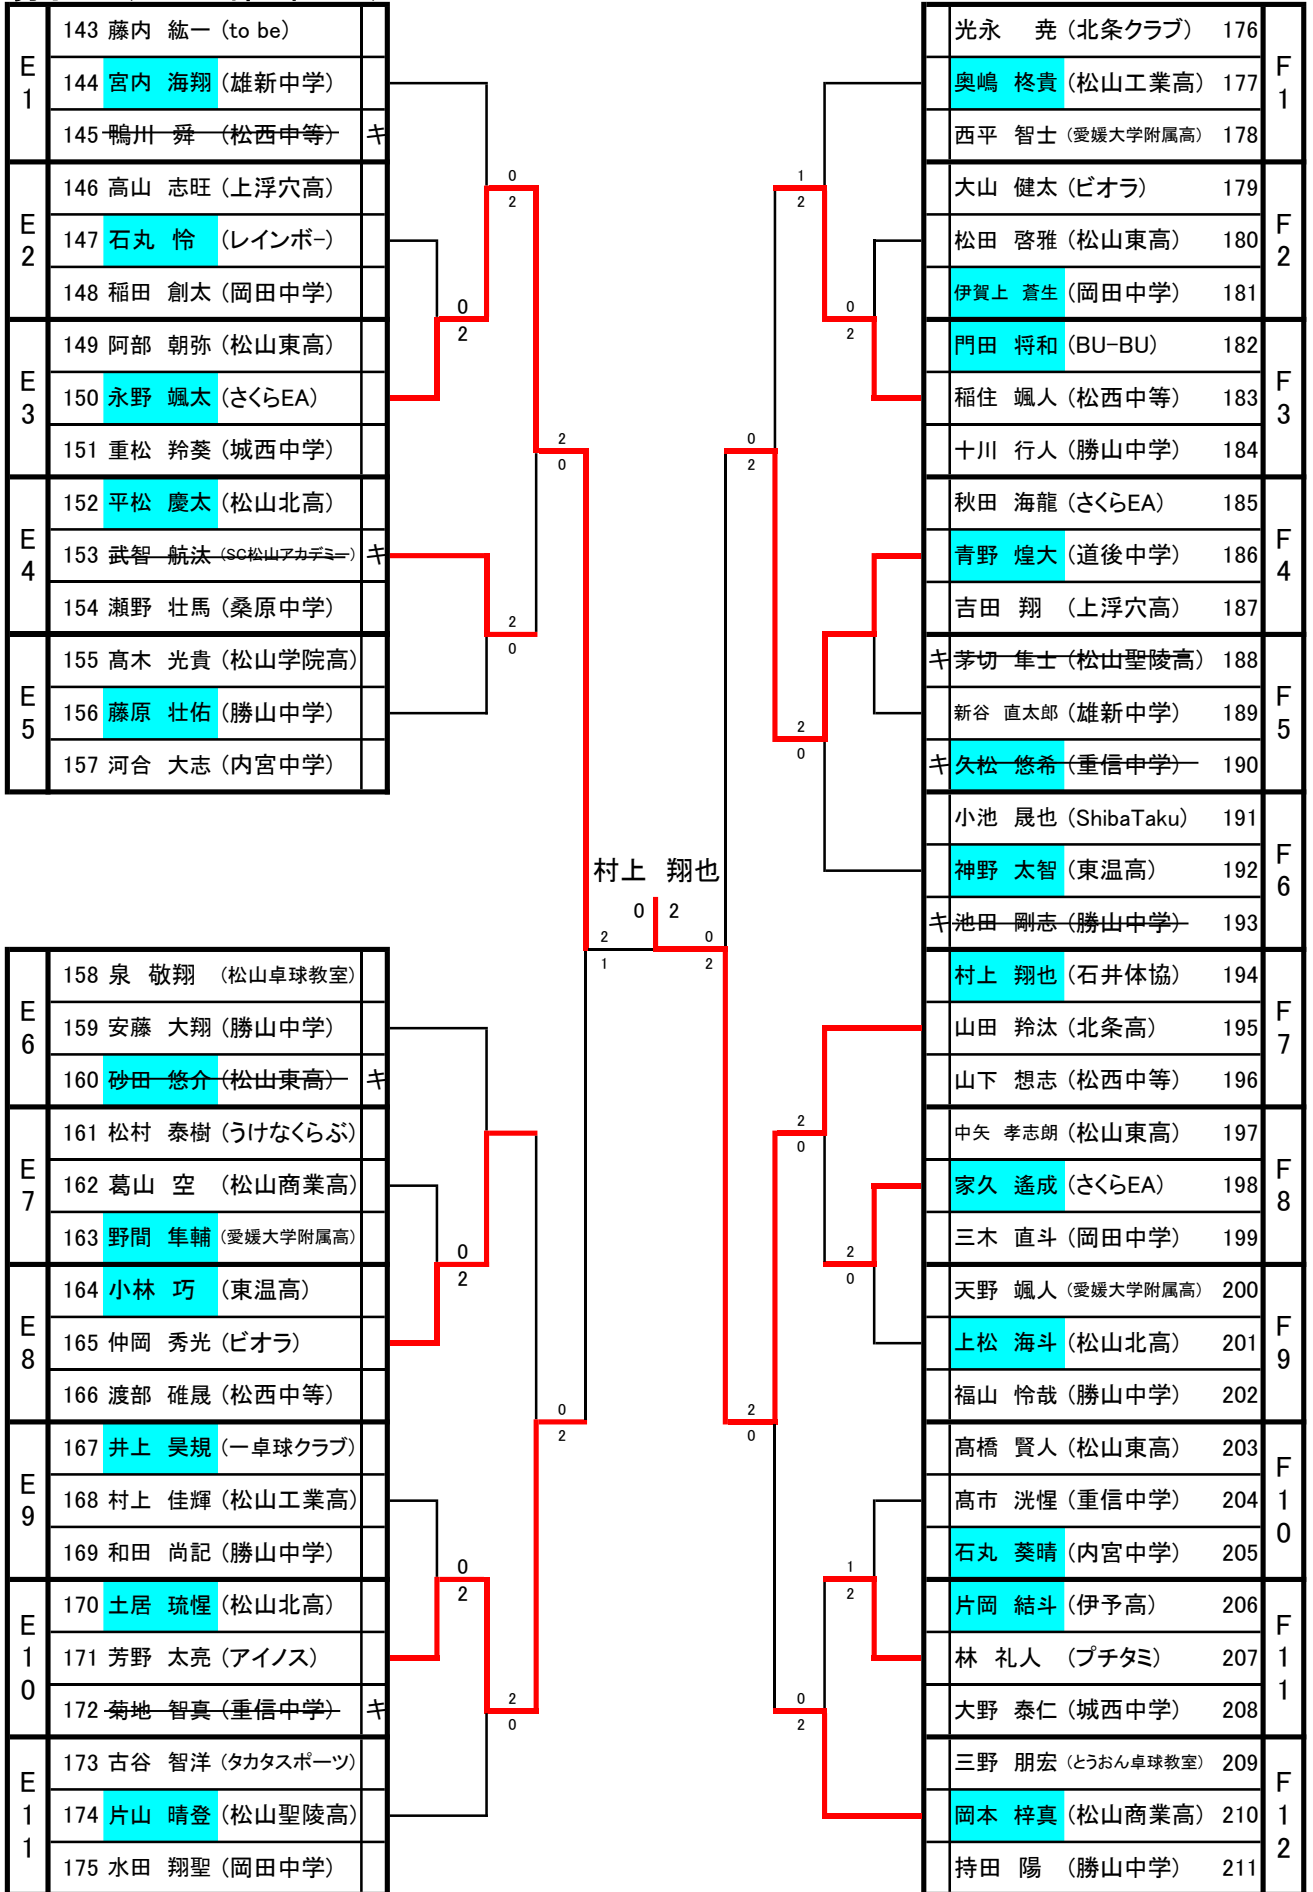 E1
143 藤内 紘一 (to be)
144 宮内 海翔 (雄新中学)
145 鴨川 舜 (松西中等) キ
E2
146 高山 志旺 (上浮穴高)
147 石丸 怜 (レインボー)
148 稲田 創太 (岡田中学)
E3
149 阿部 朝弥 (松山東高)
150 永野 颯太 (さくらEA)
151 重松 羚葵 (城西中学)
E4
152 平松 慶太 (松山北高)
153 武智 航汰 (SC松山アカデミー) キ
154 瀬野 壮馬 (桑原中学)
E5
155 髙木 光貴 (松山学院高)
156 藤原 壮佑 (勝山中学)
157 河合 大志 (内宮中学)
E6
158 泉 敬翔 (松山卓球教室)
159 安藤 大翔 (勝山中学)
160 砂田 悠介 (松山東高) キ
E7
161 松村 泰樹 (うけなくらぶ)
162 葛山 空 (松山商業高)
163 野間 隼輔 (愛媛大学附属高)
E8
164 小林 巧 (東温高)
165 仲岡 秀光 (ビオラ)
166 渡部 碓晟 (松西中等)
E9
167 井上 昊規 (一卓球クラブ)
168 村上 佳輝 (松山工業高)
169 和田 尚記 (勝山中学)
E10
170 土居 琉惺 (松山北高)
171 芳野 太亮 (アイノス)
172 菊地 智真 (重信中学) キ
E11
173 古谷 智洋 (タカタスポーツ)
174 片山 晴登 (松山聖陵高)
175 水田 翔聖 (岡田中学)
0
2
0
2
2
0
2
0
2
1
0
2
0
2
0
2
2
0
村上 翔也
0 2
1
2
0
2
0
2
2
0
0
2
2
0
2
0
2
0
1
2
0
2
F1
光永 尭 (北条クラブ) 176
奥嶋 柊貴 (松山工業高) 177
西平 智士 (愛媛大学附属高) 178
F2
大山 健太 (ビオラ) 179
松田 啓雅 (松山東高) 180
伊賀上 蒼生 (岡田中学) 181
F3
門田 将和 (BU-BU) 182
稲住 颯人 (松西中等) 183
十川 行人 (勝山中学) 184
F4
秋田 海龍 (さくらEA) 185
青野 煌大 (道後中学) 186
吉田 翔 (上浮穴高) 187
F5
キ 茅切 隼士 (松山聖陵高) 188
新谷 直太郎 (雄新中学) 189
キ 久松 悠希 (重信中学) 190
F6
小池 晟也 (ShibaTaku) 191
神野 太智 (東温高) 192
キ 池田 剛志 (勝山中学) 193
F7
村上 翔也 (石井体協) 194
山田 羚汰 (北条高) 195
山下 想志 (松西中等) 196
F8
中矢 孝志朗 (松山東高) 197
家久 遙成 (さくらEA) 198
三木 直斗 (岡田中学) 199
F9
天野 颯人 (愛媛大学附属高) 200
上松 海斗 (松山北高) 201
福山 怜哉 (勝山中学) 202
F10
髙橋 賢人 (松山東高) 203
髙市 洸惺 (重信中学) 204
石丸 葵晴 (内宮中学) 205
F11
片岡 結斗 (伊予高) 206
林 礼人 (プチタミ) 207
大野 泰仁 (城西中学) 208
F12
三野 朋宏 (とうおん卓球教室) 209
岡本 梓真 (松山商業高) 210
持田 陽 (勝山中学) 211